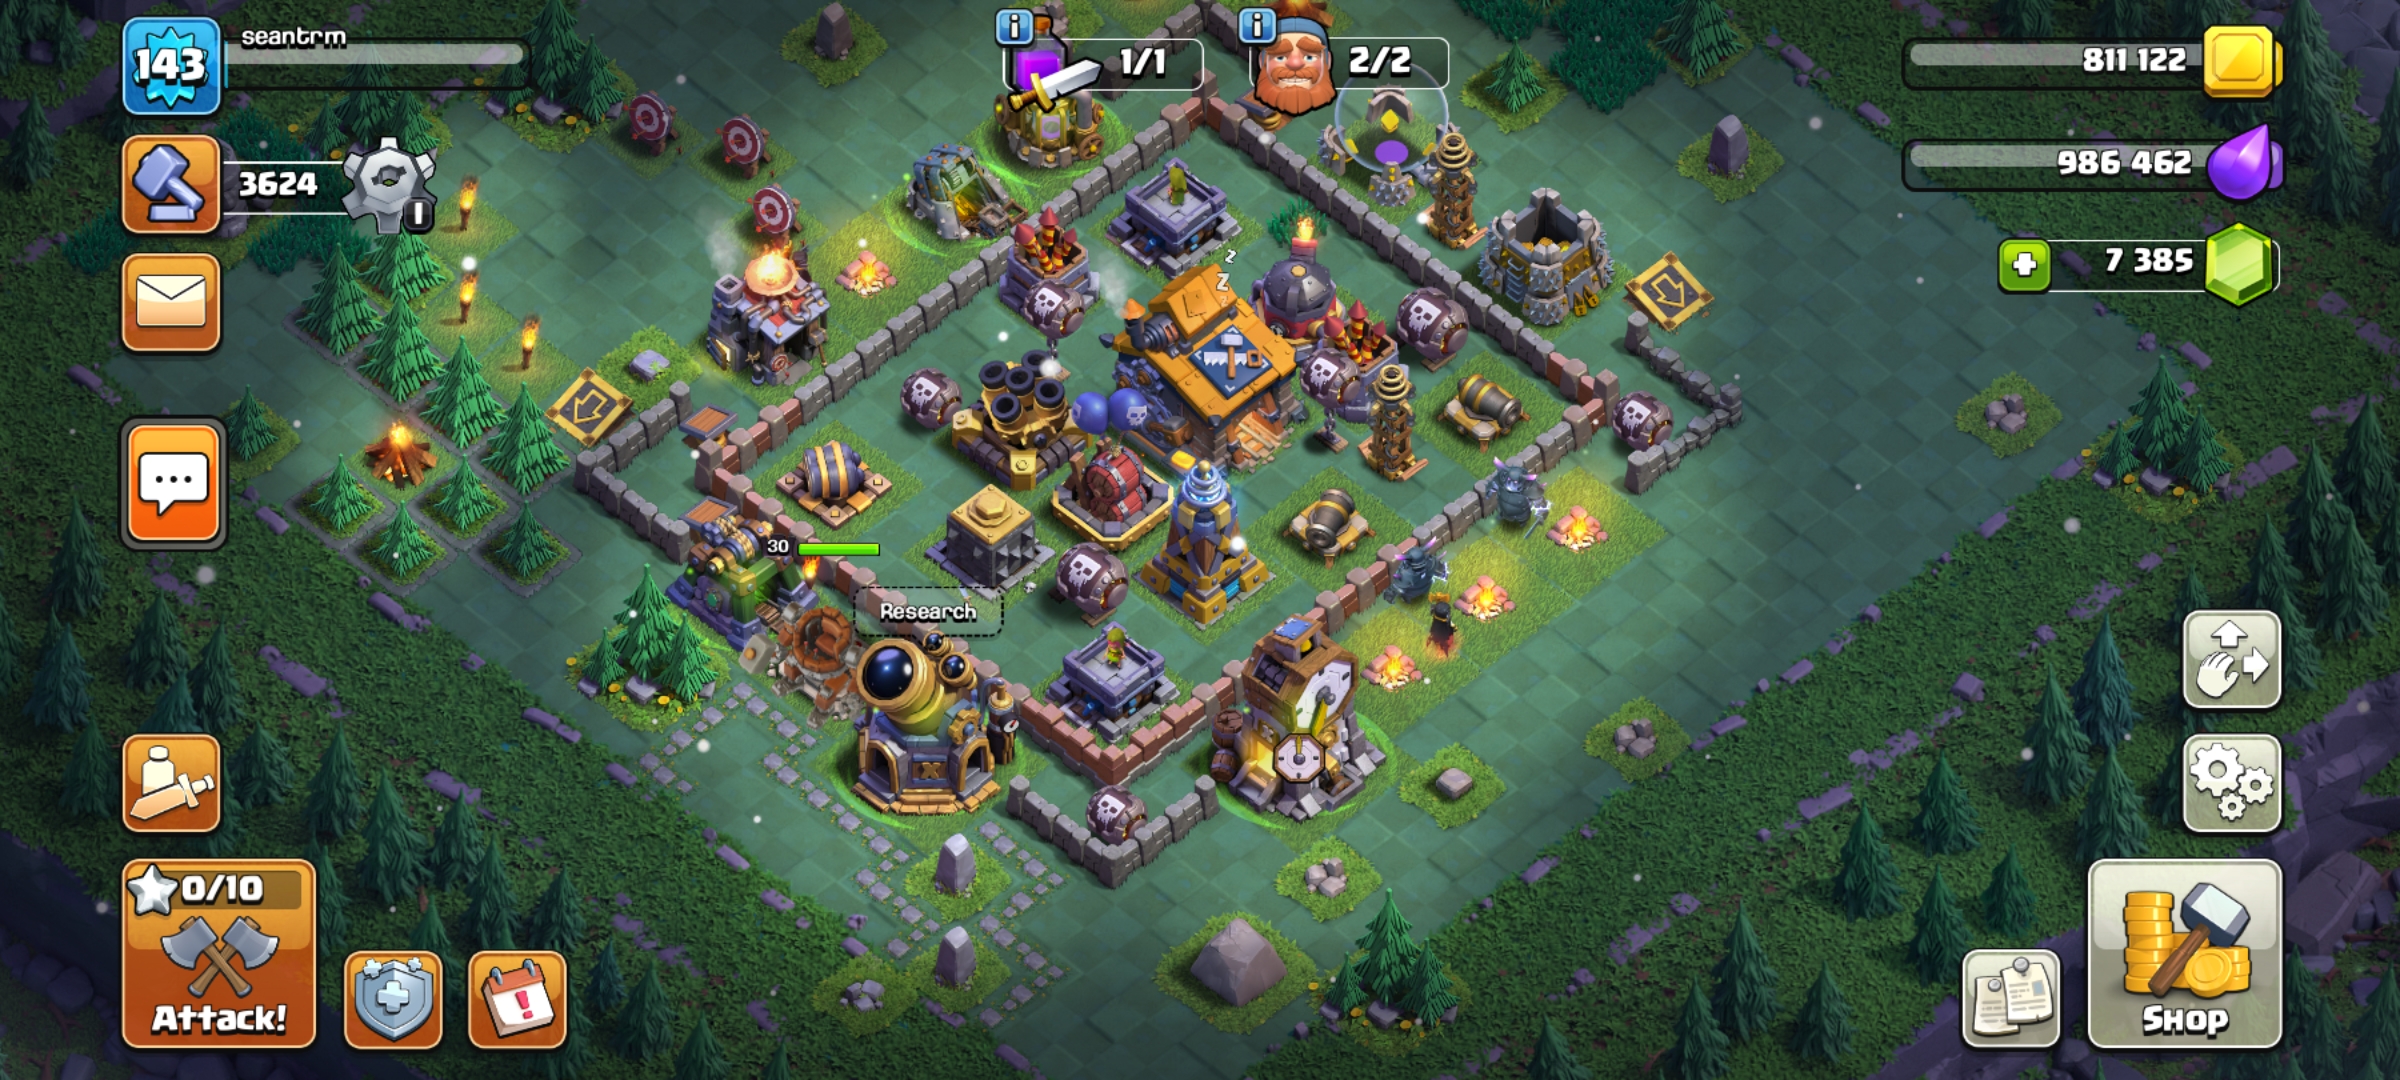 143
seantrm
1/1
2/2
811 122
3624
I
986 462
7 385
z
Z
30
Research
0/10
Attack!
Shop